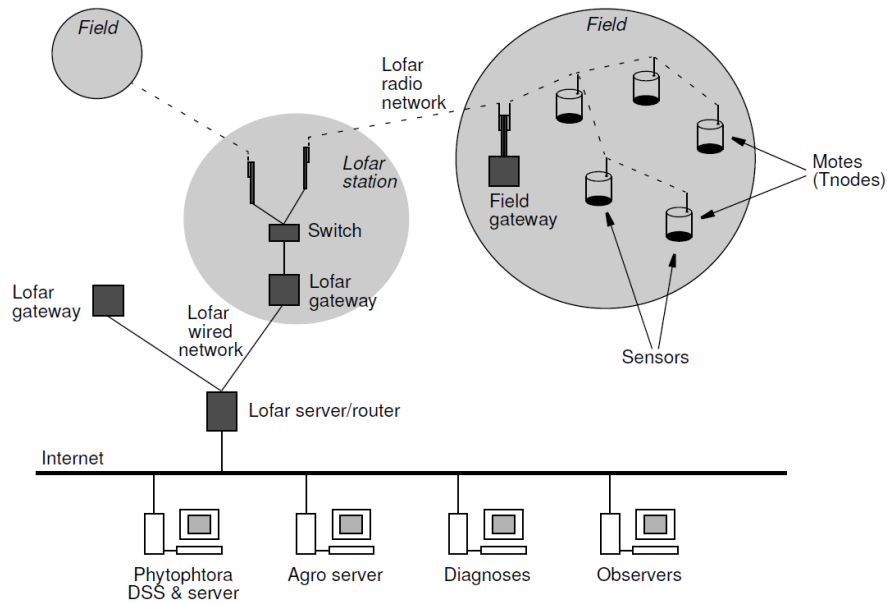 Field
Field
Lofar
radio
network
Motes
(Tnodes)
Lofar
station
Field
gateway
Switch
Lofar
gateway
Lofar
gateway
Lofar
wired
network
Sensors
Lofar server/router
Internet
Phytophtora
DSS & server
Agro server
Diagnoses
Observers